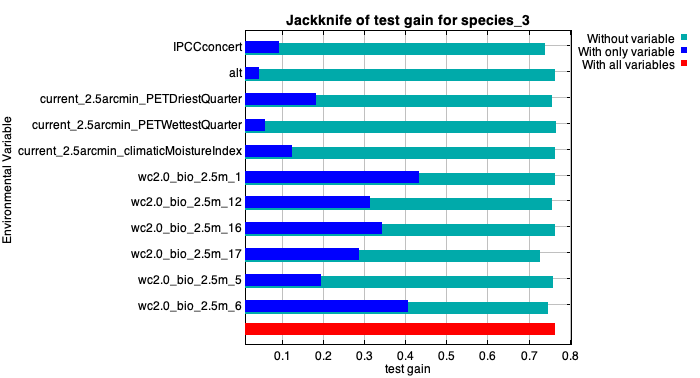 Jackknife of test gain for species_3
Without variable
With only variable
With all variables
Environmental Variable
IPCCconcert
alt
current_2.5arcmin_PETDriestQuarter
current_2.5arcmin_PETWettestQuarter
current_2.5arcmin_climaticMoistureIndex
wc2.0_bio_2.5m_1
wc2.0_bio_2.5m_12
wc2.0_bio_2.5m_16
wc2.0_bio_2.5m_17
wc2.0_bio_2.5m_5
wc2.0_bio_2.5m_6
0.1 0.2 0.3 0.4 0.5 0.6 0.7 0.8
test gain